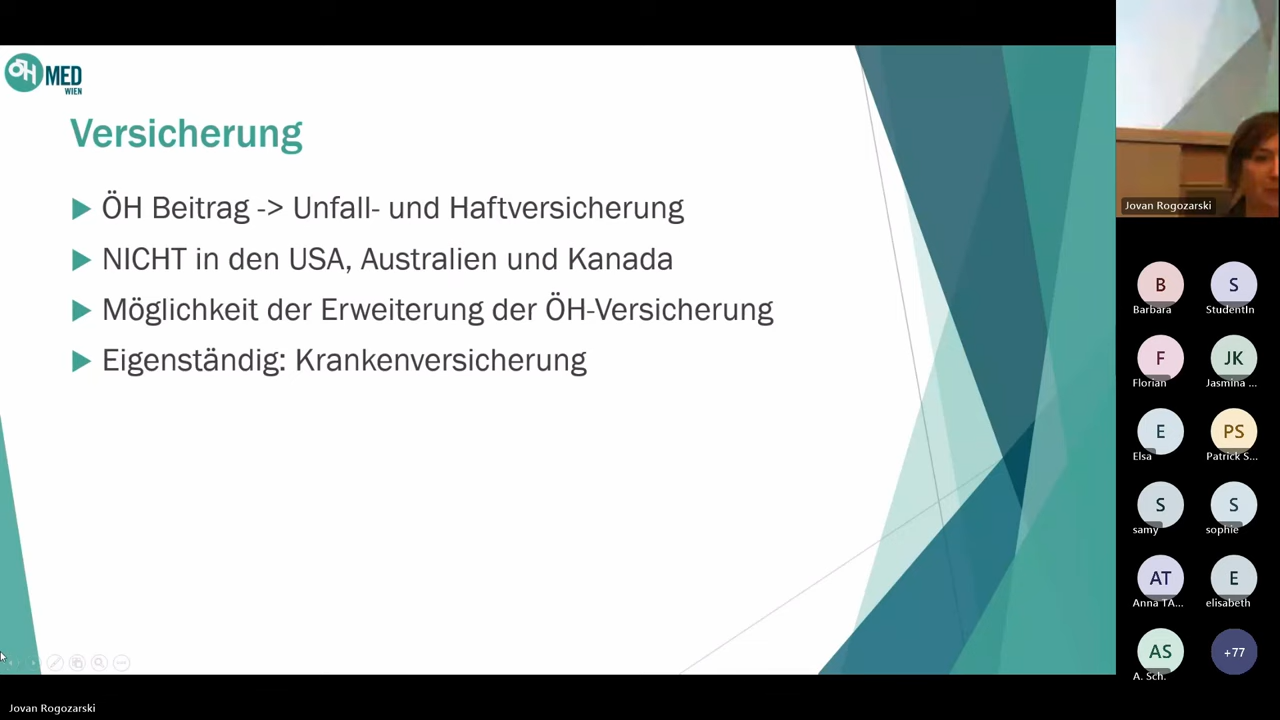 ÖH MED
WIEN
Versicherung
ÖH Beitrag -> Unfall- und Haftversicherung
NICHT in den USA, Australien und Kanada
Möglichkeit der Erweiterung der ÖH-Versicherung
Eigenständig: Krankenversicherung
Jovan Rogozarski
B
Barbara
S
StudentIn
F
Florian
JK
Jasmina ...
E
Elsa
PS
Patrick S...
S
samy
S
sophie
AT
Anna TA...
E
elisabeth
AS
A. Sch.
+77
Jovan Rogozarski